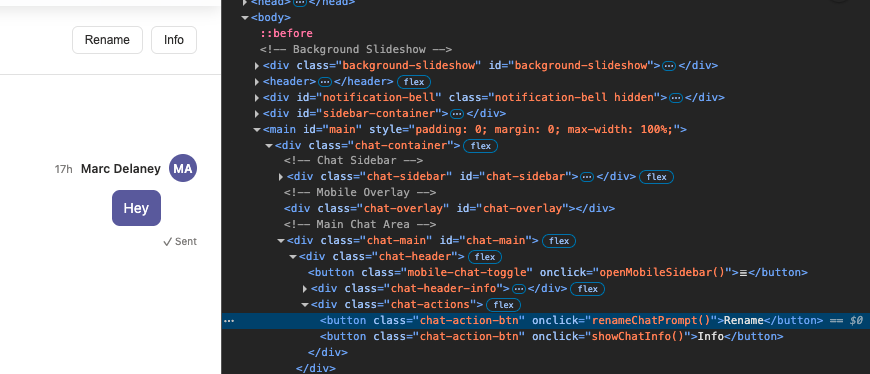 Rename
Info
17h Marc Delaney MA
Hey
✓ Sent
<head> ⋯ </head>
<body>
::before
<!-- Background Slideshow -->
<div class="background-slideshow" id="background-slideshow"> ⋯ </div>
<header> ⋯ </header> flex
<div id="notification-bell" class="notification-bell hidden"> ⋯ </div>
<div id="sidebar-container"> ⋯ </div>
<main id="main" style="padding: 0; margin: 0; max-width: 100%;">
<div class="chat-container"> flex
<!-- Chat Sidebar -->
<div class="chat-sidebar" id="chat-sidebar"> ⋯ </div> flex
<!-- Mobile Overlay -->
<div class="chat-overlay" id="chat-overlay"></div>
<!-- Main Chat Area -->
<div class="chat-main" id="chat-main"> flex
<div class="chat-header"> flex
<button class="mobile-chat-toggle" onclick="openMobileSidebar()">≡</button>
<div class="chat-header-info"> ⋯ </div> flex
<div class="chat-actions"> flex
⋯ <button class="chat-action-btn" onclick="renameChatPrompt()">Rename</button> == $0
<button class="chat-action-btn" onclick="showChatInfo()">Info</button>
</div>
</div>